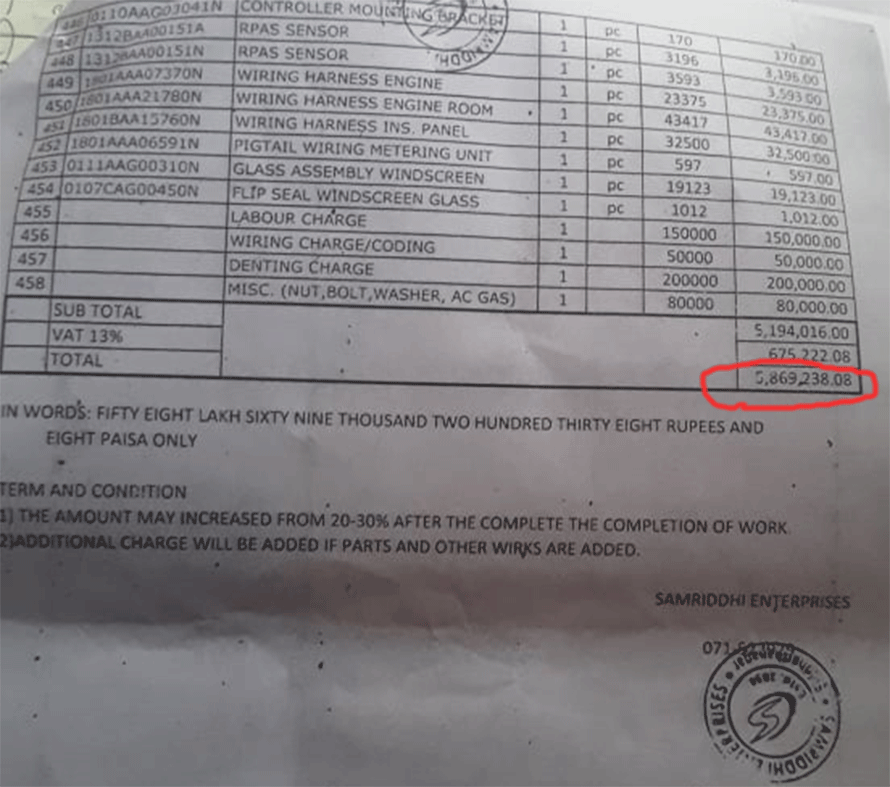 446 0110AAG03041N CONTROLLER MOUNTING BRACKET 1 pc 170 170.00
447 1312BAA00151A RPAS SENSOR 1 pc 3196 3,196.00
448 1312BAA00151N RPAS SENSOR 1 pc 3593 3,593.00
449 1801AAA07370N WIRING HARNESS ENGINE 1 pc 23375 23,375.00
450 1801AAA21780N WIRING HARNESS ENGINE ROOM 1 pc 43417 43,417.00
451 1801BAA15760N WIRING HARNESS INS. PANEL 1 pc 32500 32,500.00
452 1801AAA06591N PIGTAIL WIRING METERING UNIT 1 pc 597 597.00
453 0111AAG00310N GLASS ASSEMBLY WINDSCREEN 1 pc 19123 19,123.00
454 0107CAG00450N FLIP SEAL WINDSCREEN GLASS 1 pc 1012 1,012.00
455 LABOUR CHARGE 1 150000 150,000.00
456 WIRING CHARGE/CODING 1 50000 50,000.00
457 DENTING CHARGE 1 200000 200,000.00
458 MISC. (NUT,BOLT,WASHER, AC GAS) 1 80000 80,000.00
SUB TOTAL 5,194,016.00
VAT 13% 675,222.08
TOTAL 5,869,238.08
IN WORDS: FIFTY EIGHT LAKH SIXTY NINE THOUSAND TWO HUNDRED THIRTY EIGHT RUPEES AND
EIGHT PAISA ONLY
TERM AND CONDITION
1) THE AMOUNT MAY INCREASED FROM 20-30% AFTER THE COMPLETE THE COMPLETION OF WORK.
2)ADDITIONAL CHARGE WILL BE ADDED IF PARTS AND OTHER WIRKS ARE ADDED.
SAMRIDDHI ENTERPRISES
071-
SAMRIDDHI ENTERPRISES